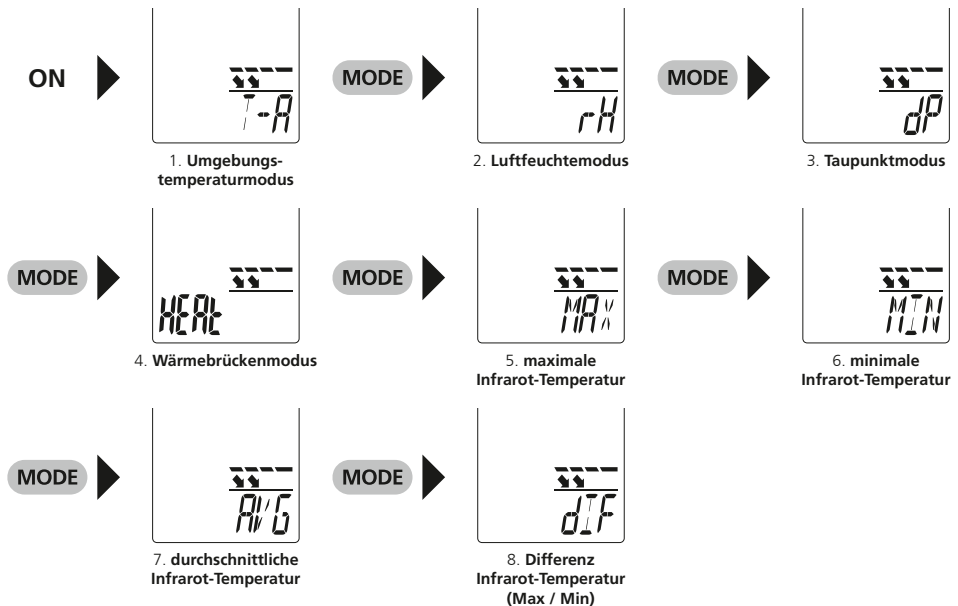 ON
T-A
1. Umgebungs-
temperaturmodus
MODE
rH
2. Luftfeuchtemodus
MODE
dP
3. Taupunktmodus
MODE
HEAt
4. Wärmebrückenmodus
MODE
MAX
5. maximale
Infrarot-Temperatur
MODE
MIN
6. minimale
Infrarot-Temperatur
MODE
AVG
7. durchschnittliche
Infrarot-Temperatur
MODE
dIF
8. Differenz
Infrarot-Temperatur
(Max / Min)